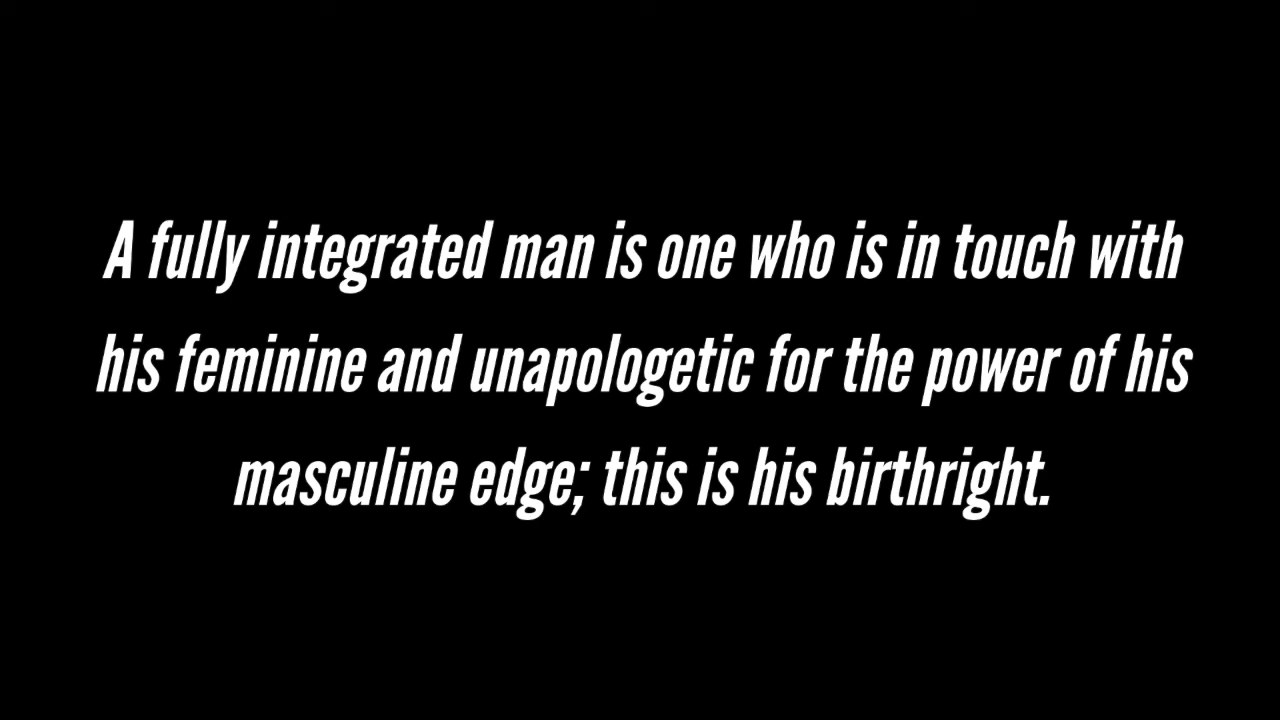 A fully integrated man is one who is in touch with
his feminine and unapologetic for the power of his
masculine edge; this is his birthright.